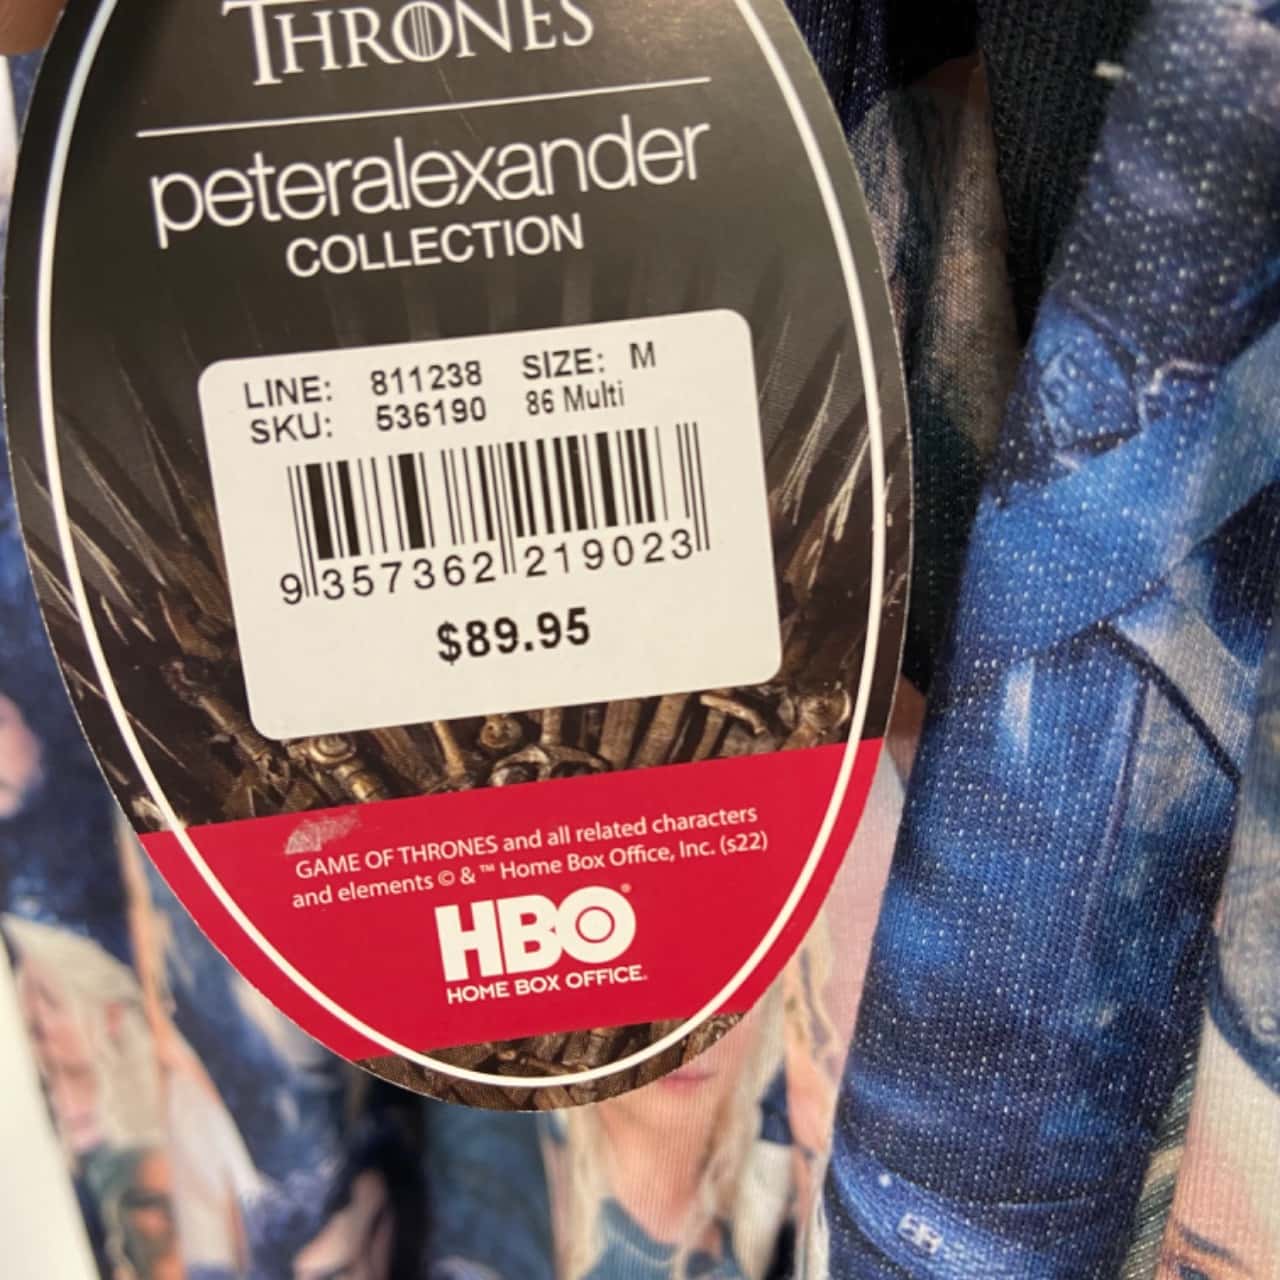 THRONES
peteralexander
COLLECTION
LINE: 811238 SIZE: M
SKU: 536190 86 Multi
9 357362 219023
$89.95
GAME OF THRONES and all related characters
and elements © & ™ Home Box Office, Inc. (s22)
HBO®
HOME BOX OFFICE®